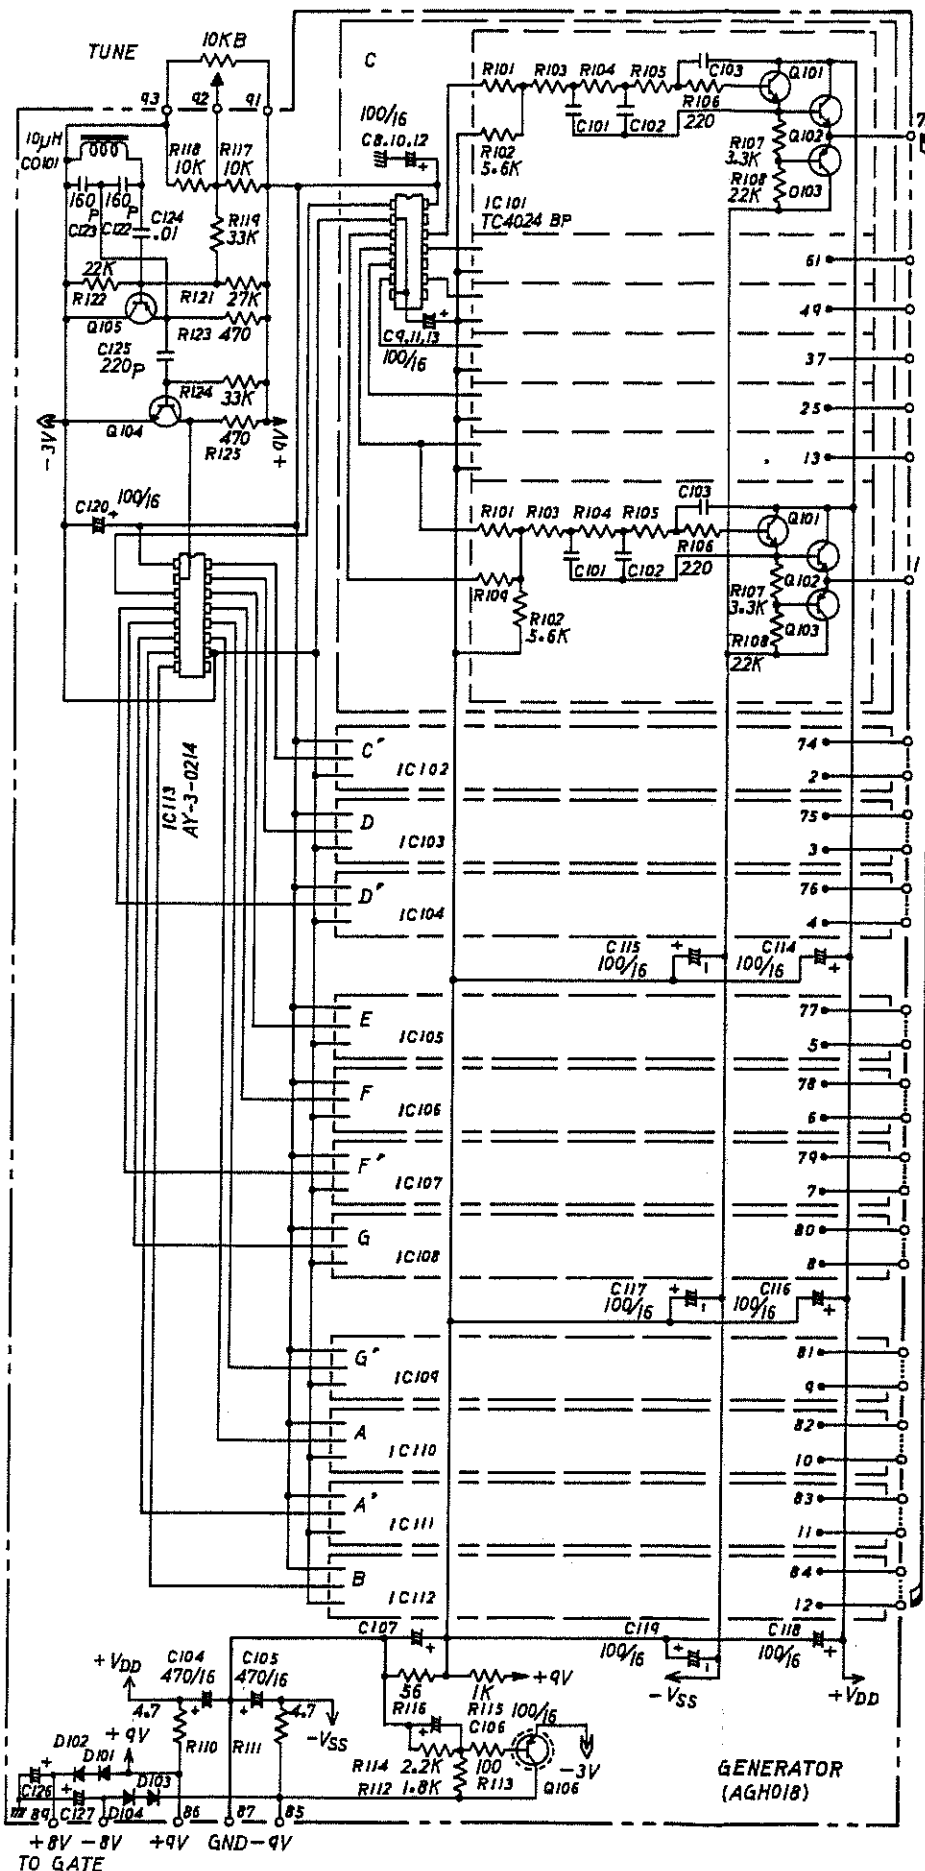 TUNE
10KB
93
92
91
10µH
CO101
R118
10K
R117
10K
160P
160P
C123
C122
C124
.01
R119
33K
22K
R122
R121
27K
Q105
R123
470
C125
220P
R124
33K
Q104
470
R125
-3V
+9V
C120
100/16
+
IC113
AY-3-0214
C
100/16
C8.10.12
+
IC101
TC4024 BP
C9,11,13
100/16
+
R101
R103
R104
R105
C103
Q101
C101
C102
R106
220
R102
5.6K
R107
3.3K
Q102
R108
22K
Q103
61
49
37
25
13
R101
R103
R104
R105
C103
Q101
C101
C102
R106
220
R109
R102
5.6K
R107
3.3K
Q102
R108
22K
Q103
1
C#
IC102
74
2
D
IC103
75
3
D#
IC104
76
4
C115
100/16
C114
100/16
E
IC105
77
5
F
IC106
78
6
F#
IC107
79
7
G
IC108
80
8
C117
100/16
C116
100/16
G#
IC109
81
9
A
IC110
82
10
A#
IC111
83
11
B
IC112
84
12
C107
C119
100/16
C118
100/16
+VDD
C104
470/16
C105
470/16
4.7
R110
4.7
R111
-VSS
56
R116
1K
R115
+9V
-VSS
+VDD
C106
100/16
R114
2.2K
100
R113
R112
1.8K
Q106
-3V
D102
D101
+9V
D103
D104
C126
C127
89
86
87
85
+8V
-8V
+9V
GND
-9V
TO GATE
GENERATOR
(AGH018)